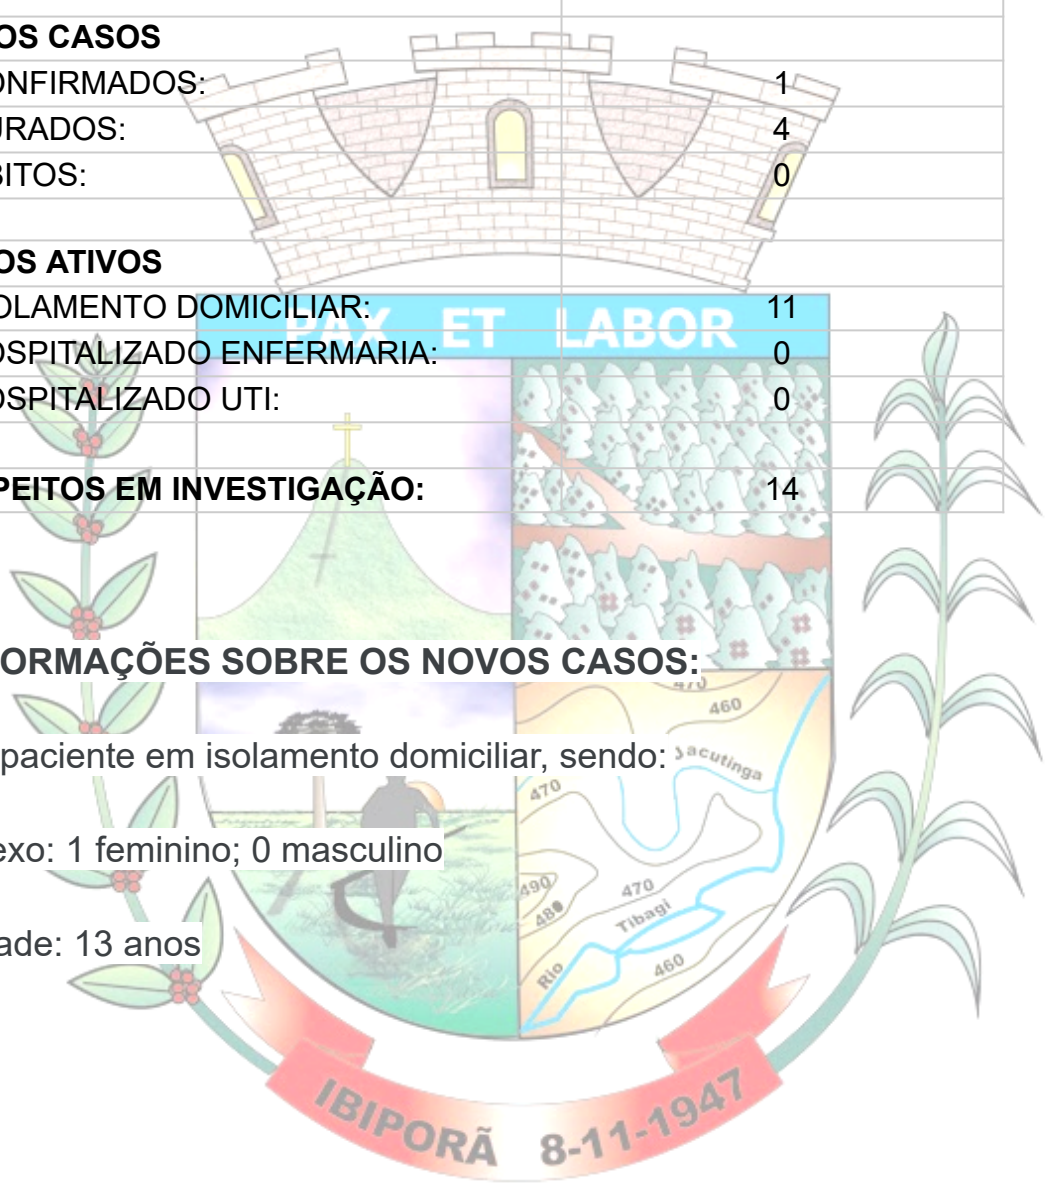 OS CASOS
ONFIRMADOS: 1
URADOS: 4
BITOS: 0
OS ATIVOS
OLAMENTO DOMICILIAR: 11
PAX ET LABOR
OSPITALIZADO ENFERMARIA: 0
OSPITALIZADO UTI: 0
PEITOS EM INVESTIGAÇÃO: 14
ORMAÇÕES SOBRE OS NOVOS CASOS:
470
460
paciente em isolamento domiciliar, sendo:
Jacutinga
470
exo: 1 feminino; 0 masculino
490
470
480
Tibagi
ade: 13 anos
Rio
460
IBIPORÃ 8-11-1947